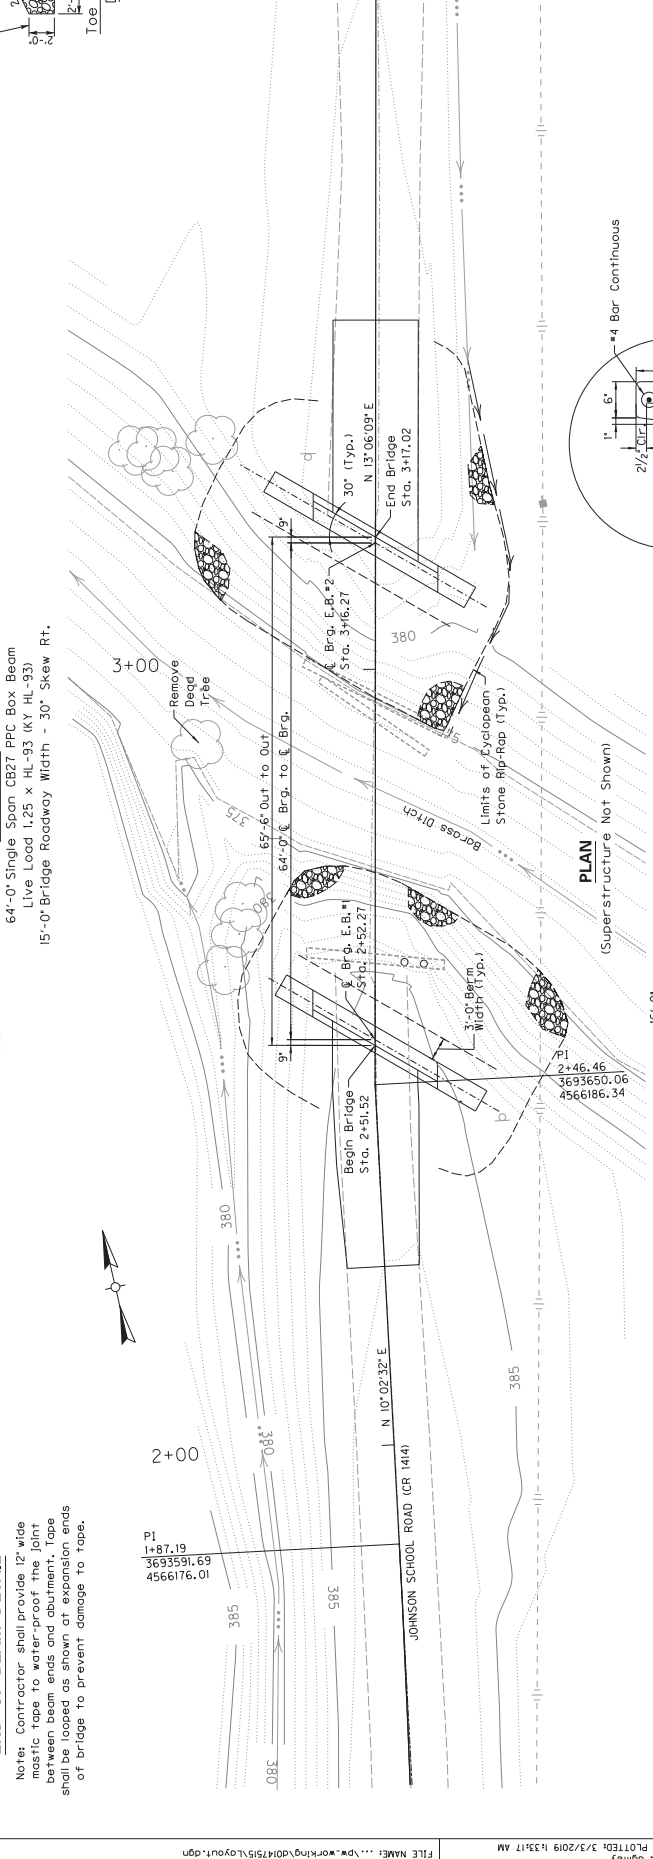 64'-0" Single Span CB27 PPC Box Beam
Live Load 1.25 x HL-93 (KY HL-93)
15'-0" Bridge Roadway Width - 30° Skew Rt.
2'-0"
Toe
Note: Contractor shall provide 12" wide
mastic tape to water-proof the joint
between beam ends and abutment. Tape
shall be looped as shown at expansion ends
of bridge to prevent damage to tape.
3+00
Remove
Dead
Tree
65'-6" Out to Out
64'-0" ℄ Brg. to ℄ Brg.
9"
9"
30° (Typ.)
N 13°06'09" E
End Bridge
Sta. 3+17.02
℄ Brg. E.B. #2
Sta. 3+16.27
380
375
375
380
Barass Ditch
Limits of Cyclopean
Stone Rip-Rap (Typ.)
℄ Brg. E.B. #1
Sta. 2+52.27
3'-0" Berm
Width (Typ.)
Begin Bridge
Sta. 2+51.52
PI
2+46.46
3693650.06
4566186.34
PLAN
(Superstructure Not Shown)
#4 Bar Continuous
6"
1"
2½" Clr.
380
2+00
380
N 10°02'32" E
385
PI
1+87.19
3693591.69
4566176.01
JOHNSON SCHOOL ROAD (CR 1414)
385
385
380
FILE NAME: ...\pw_working\d0147515\Layout.dgn
PLOTTED: 3/3/2019 1:33:17 AM